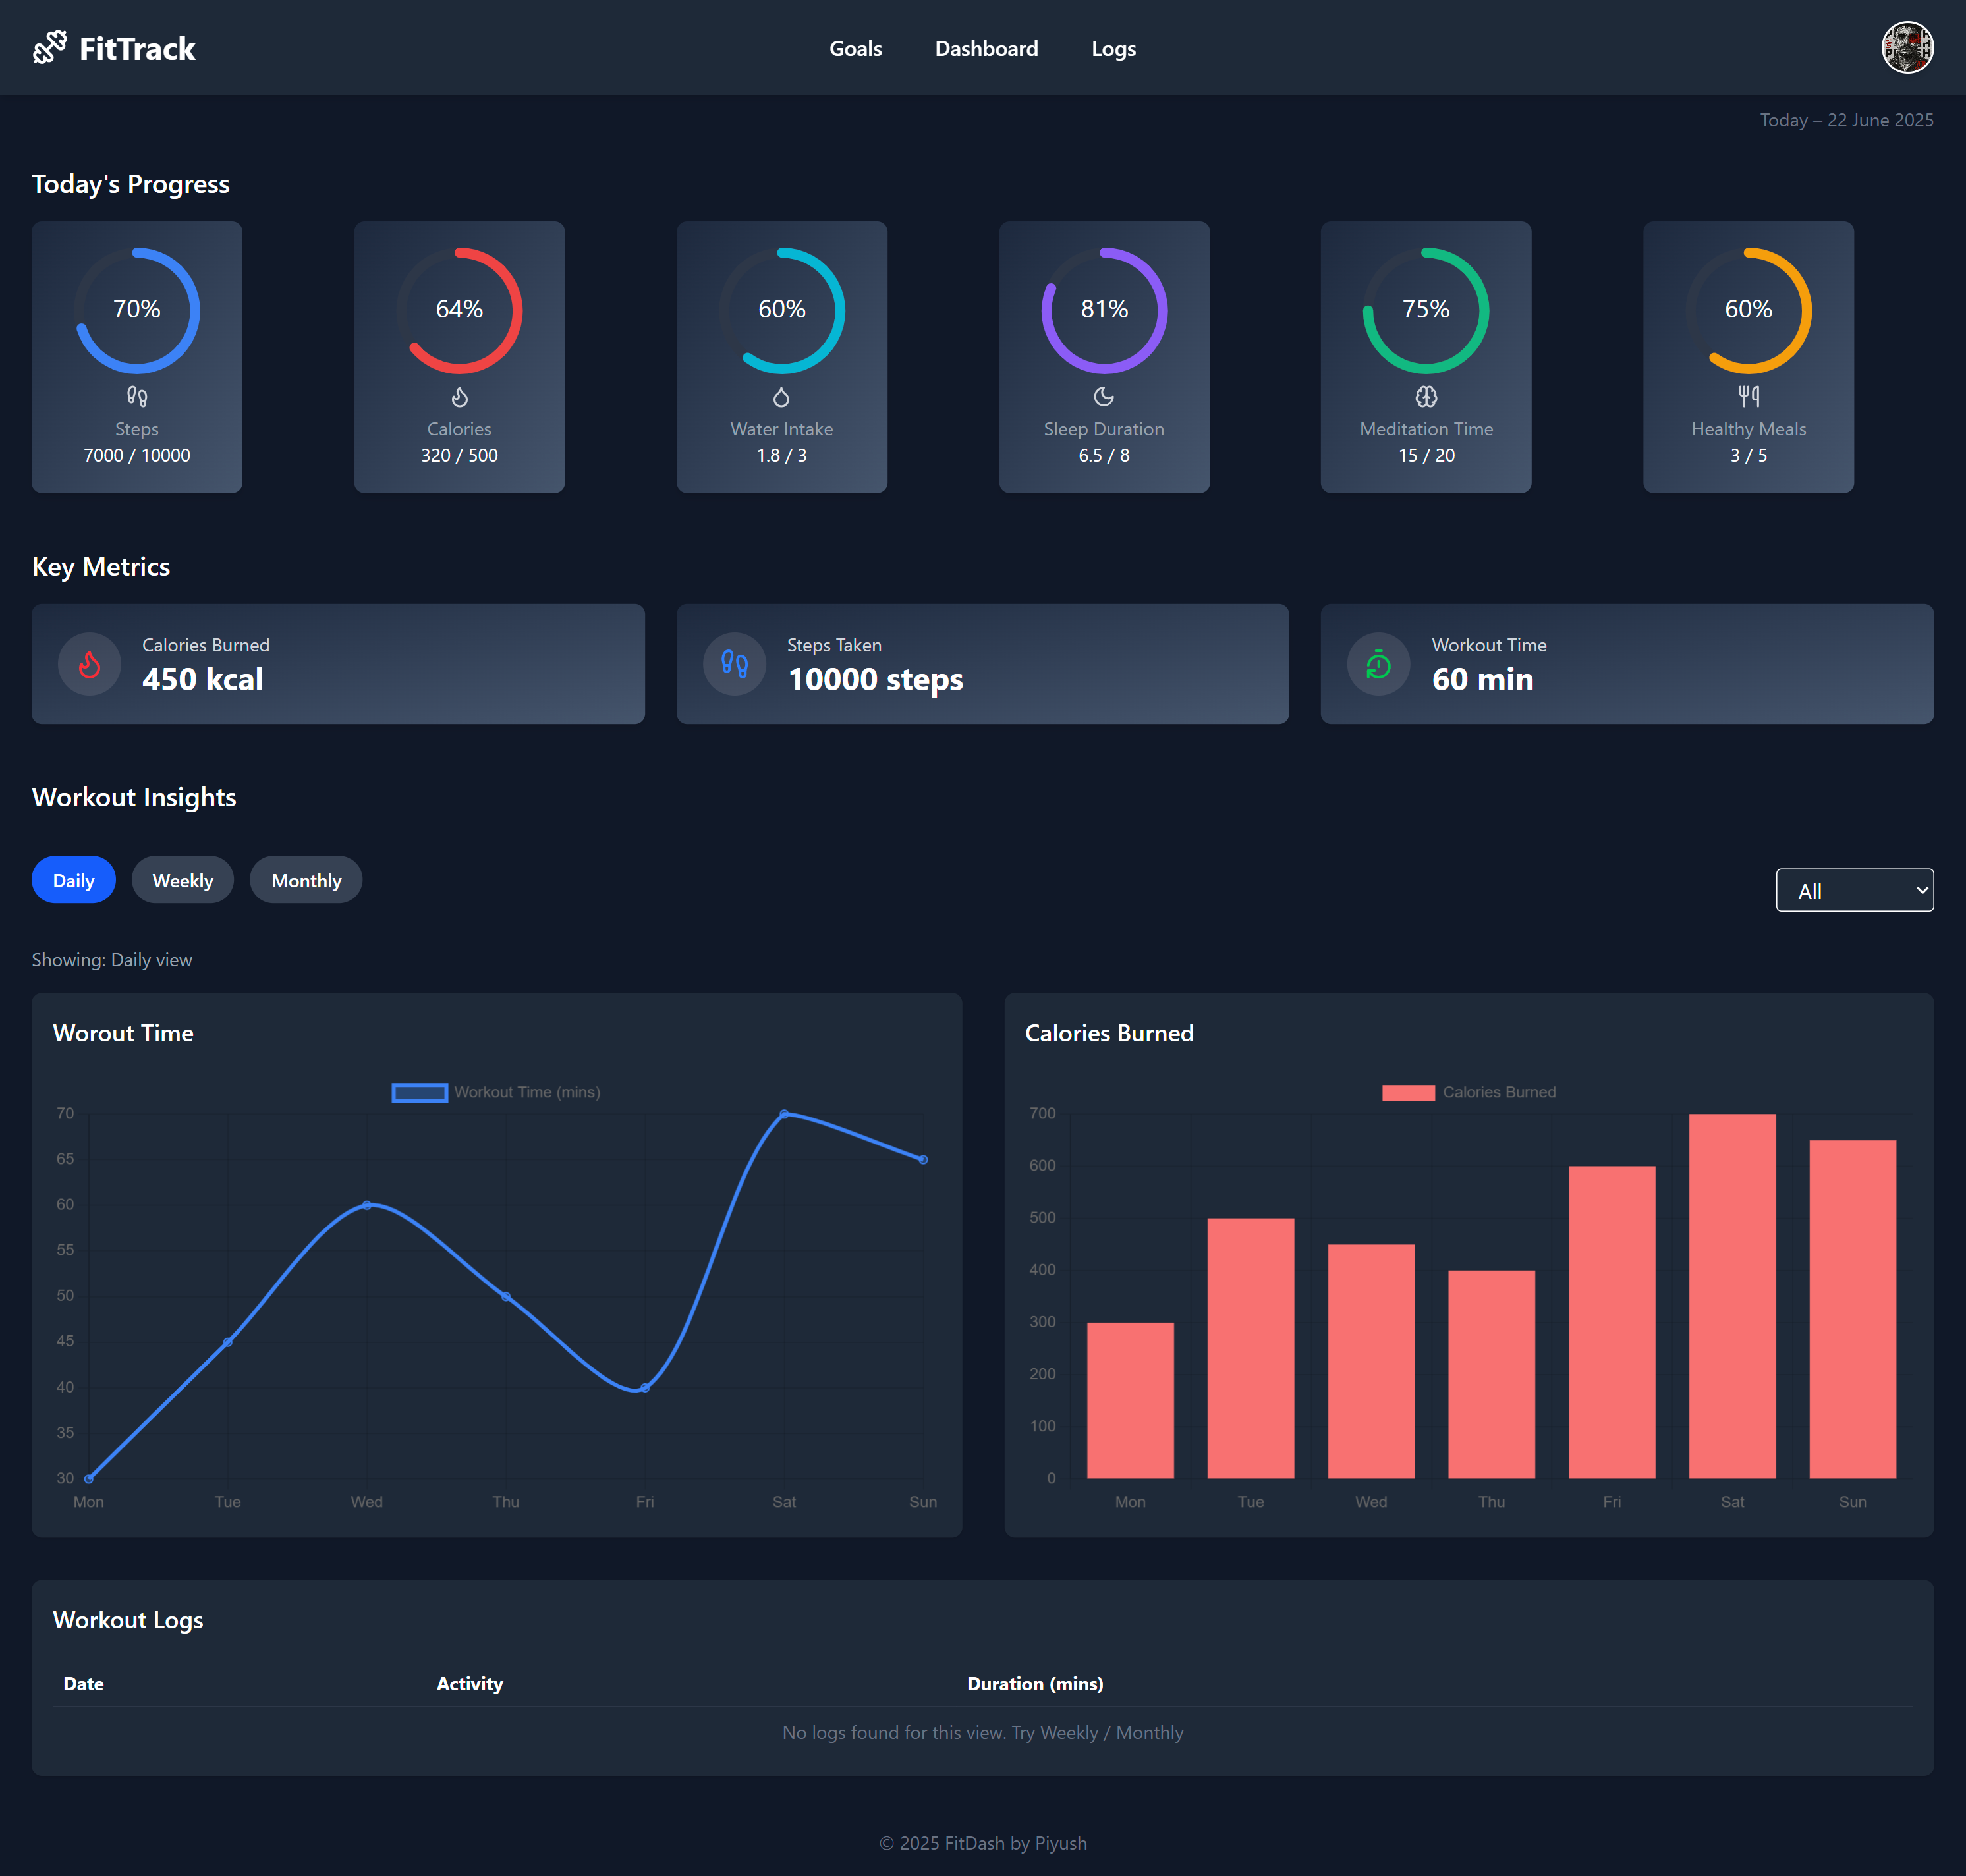 FitTrack
Goals Dashboard Logs
Today – 22 June 2025
Today's Progress
70% 64% 60% 81% 75% 60%
Steps Calories Water Intake Sleep Duration Meditation Time Healthy Meals
7000 / 10000 320 / 500 1.8 / 3 6.5 / 8 15 / 20 3 / 5
Key Metrics
Calories Burned
450 kcal
Steps Taken
10000 steps
Workout Time
60 min
Workout Insights
Daily Weekly Monthly
All
Showing: Daily view
Worout Time
Workout Time (mins)
70
65
60
55
50
45
40
35
30
Mon Tue Wed Thu Fri Sat Sun
Calories Burned
Calories Burned
700
600
500
400
300
200
100
0
Mon Tue Wed Thu Fri Sat Sun
Workout Logs
Date Activity Duration (mins)
No logs found for this view. Try Weekly / Monthly
© 2025 FitDash by Piyush